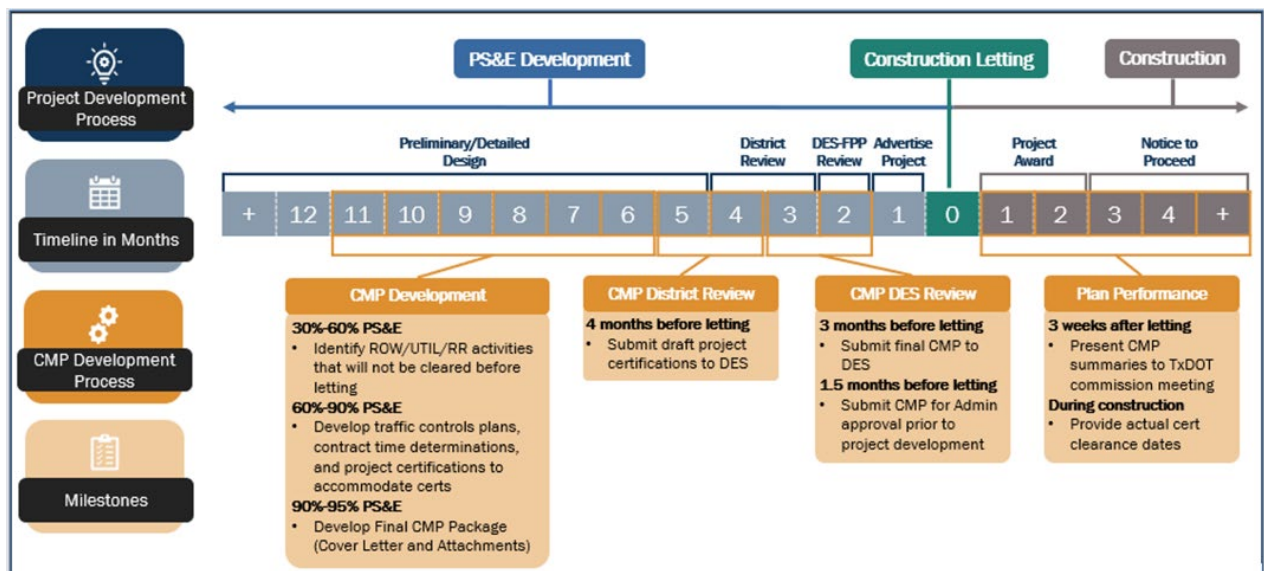 Project Development
Process
Timeline in Months
CMP Development
Process
Milestones
PS&E Development
Construction Letting
Construction
Preliminary/Detailed
Design
District
Review
DES-FPP
Review
Advertise
Project
Project
Award
Notice to
Proceed
+ 12 11 10 9 8 7 6 5 4 3 2 1 0 1 2 3 4 +
CMP Development
30%-60% PS&E
• Identify ROW/UTIL/RR activities
that will not be cleared before
letting
60%-90% PS&E
• Develop traffic controls plans,
contract time determinations,
and project certifications to
accommodate certs
90%-95% PS&E
• Develop Final CMP Package
(Cover Letter and Attachments)
CMP District Review
4 months before letting
• Submit draft project
certifications to DES
CMP DES Review
3 months before letting
• Submit final CMP to
DES
1.5 months before letting
• Submit CMP for Admin
approval prior to
project development
Plan Performance
3 weeks after letting
• Present CMP
summaries to TxDOT
commission meeting
During construction
• Provide actual cert
clearance dates